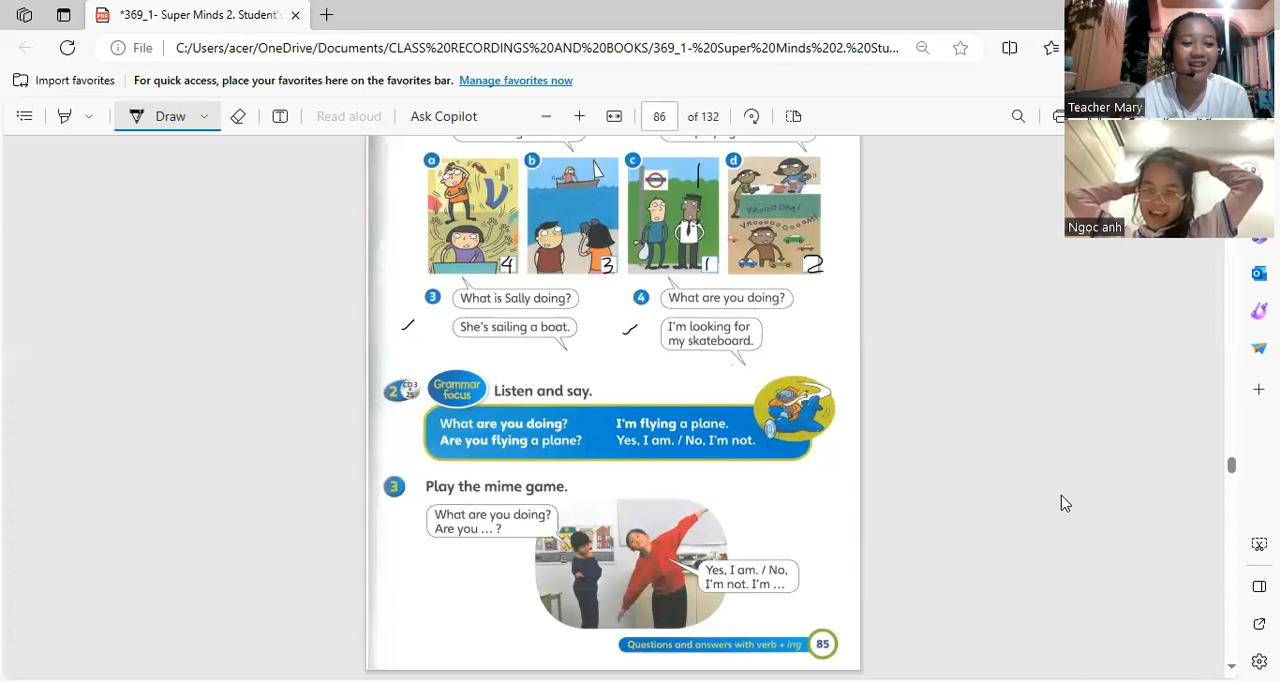 *369_1- Super Minds 2. Student's
File C:/Users/acer/OneDrive/Documents/CLASS%20RECORDINGS%20AND%20BOOKS/369_1-%20Super%20Minds%202.%20Stu...
Import favorites For quick access, place your favorites here on the favorites bar. Manage favorites now
Draw Read aloud Ask Copilot 86 of 132
Teacher Mary
Ngoc anh
a b c d
1
VROOOOM!
4 3 1 2
3 What is Sally doing? 4 What are you doing?
She's sailing a boat. I'm looking for
my skateboard.
2 CD3 25 Grammar focus Listen and say.
What are you doing? I'm flying a plane.
Are you flying a plane? Yes, I am. / No, I'm not.
3 Play the mime game.
What are you doing?
Are you ... ?
Yes, I am. / No,
I'm not. I'm ...
Questions and answers with verb + ing 85